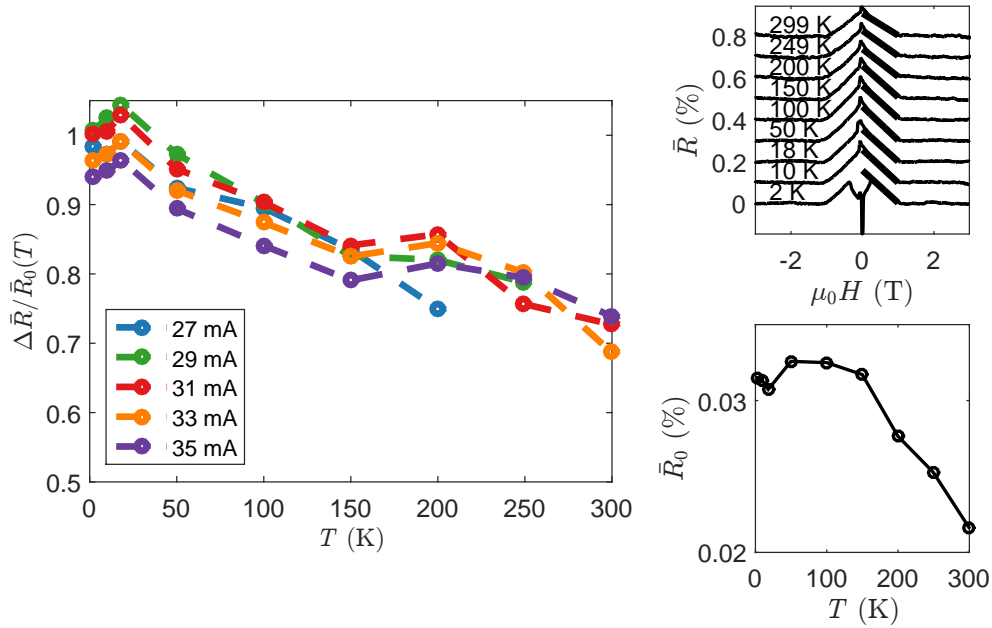 ΔR̄/R̄₀(T)
1
0.9
0.8
0.7
0.6
0.5
0
50
100
150
200
250
300
T (K)
27 mA
29 mA
31 mA
33 mA
35 mA
R̄ (%)
0.8
0.6
0.4
0.2
0
299 K
249 K
200 K
150 K
100 K
50 K
18 K
10 K
2 K
-2
0
2
μ₀H (T)
R̄₀ (%)
0.03
0.02
0
100
200
300
T (K)